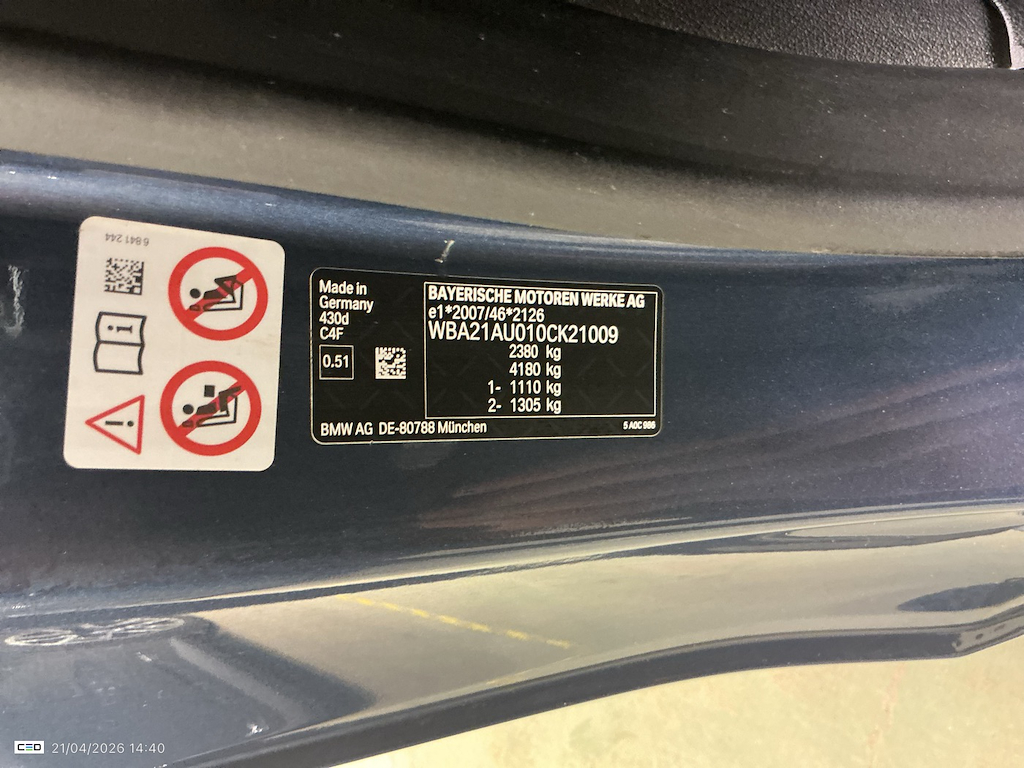 6 841 244
Made in
Germany
430d
C4F
0.51
BAYERISCHE MOTOREN WERKE AG
e1*2007/46*2126
WBA21AU010CK21009
2380 kg
4180 kg
1- 1110 kg
2- 1305 kg
BMW AG DE-80788 München
5 A0C 986
CEO 21/04/2026 14:40